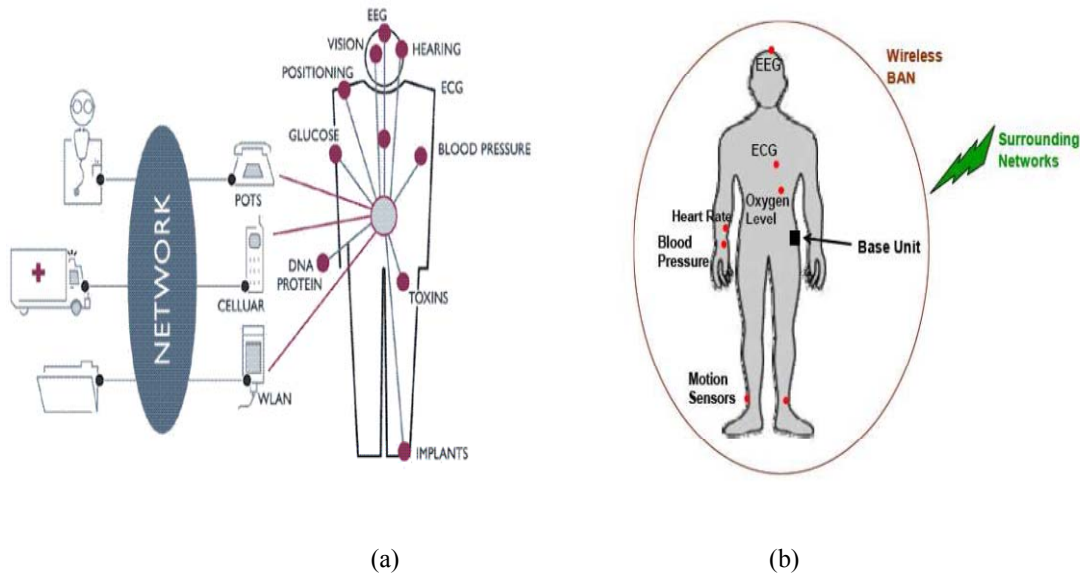 EEG
VISION
HEARING
POSITIONING
ECG
GLUCOSE
BLOOD PRESSURE
NETWORK
POTS
DNA
PROTEIN
CELLUAR
TOXINS
WLAN
IMPLANTS
(a)
Wireless
BAN
EEG
Surrounding
Networks
ECG
Oxygen
Level
Heart Rate
Blood
Pressure
Base Unit
Motion
Sensors
(b)